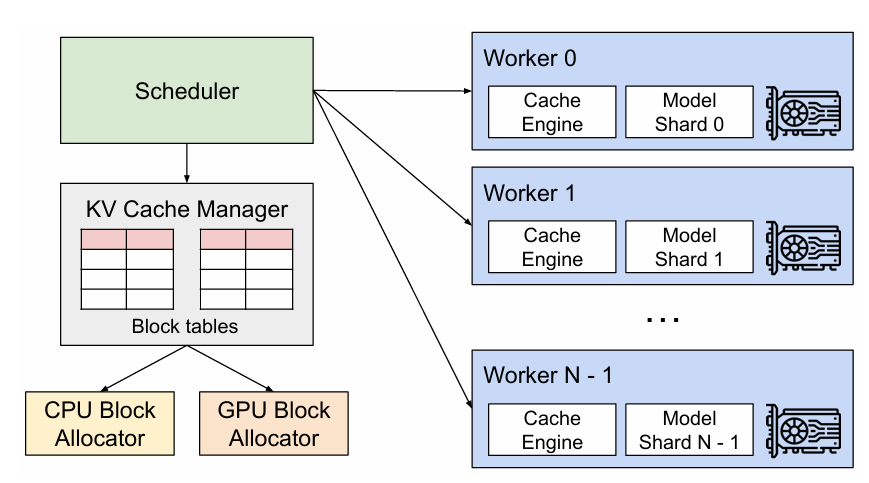 Scheduler
KV Cache Manager
Block tables
CPU Block
Allocator
GPU Block
Allocator
Worker 0
Cache
Engine
Model
Shard 0
Worker 1
Cache
Engine
Model
Shard 1
...
Worker N - 1
Cache
Engine
Model
Shard N - 1